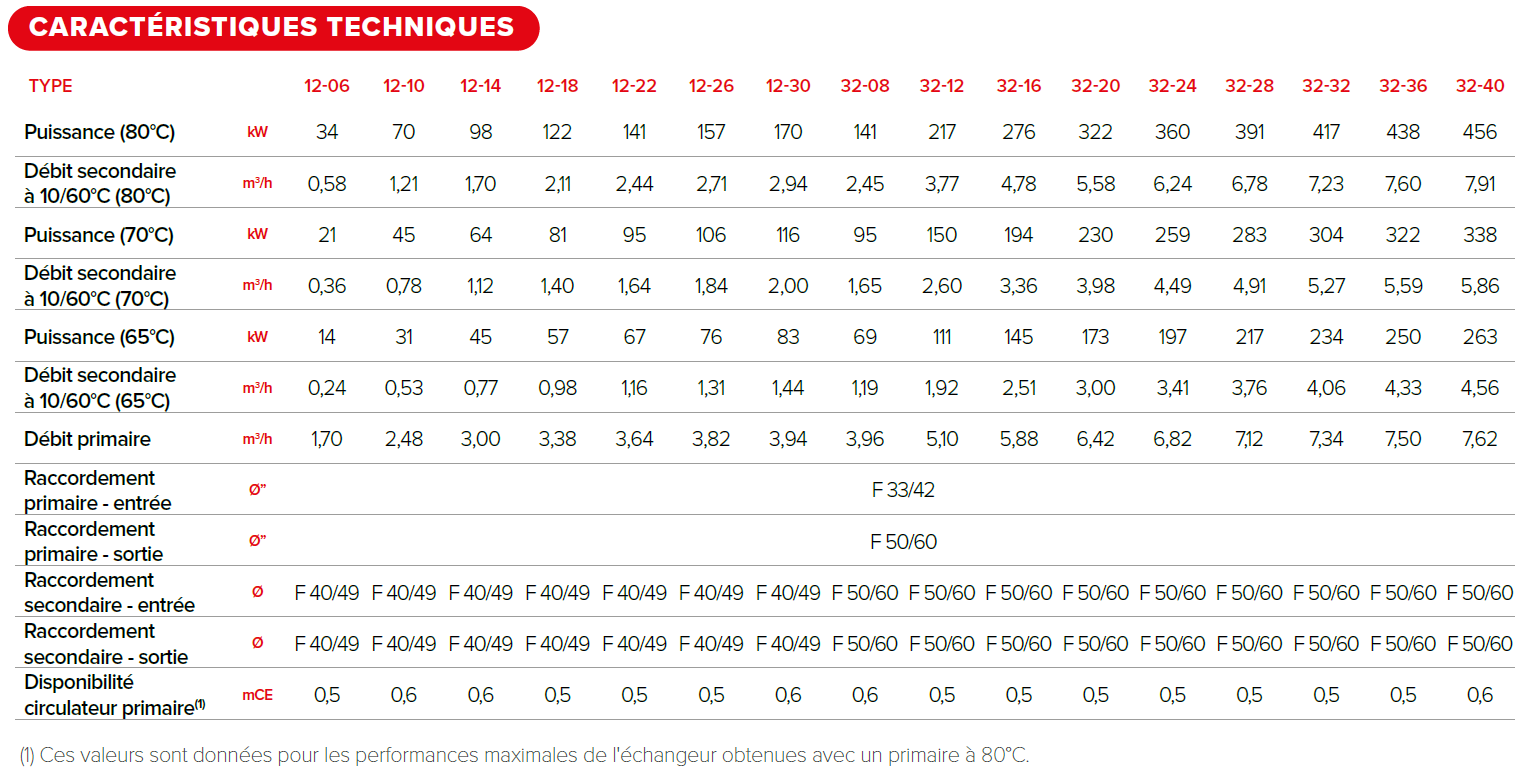 CARACTÉRISTIQUES TECHNIQUES
TYPE 12-06 12-10 12-14 12-18 12-22 12-26 12-30 32-08 32-12 32-16 32-20 32-24 32-28 32-32 32-36 32-40
Puissance (80°C) kW 34 70 98 122 141 157 170 141 217 276 322 360 391 417 438 456
Débit secondaire
à 10/60°C (80°C) m³/h 0,58 1,21 1,70 2,11 2,44 2,71 2,94 2,45 3,77 4,78 5,58 6,24 6,78 7,23 7,60 7,91
Puissance (70°C) kW 21 45 64 81 95 106 116 95 150 194 230 259 283 304 322 338
Débit secondaire
à 10/60°C (70°C) m³/h 0,36 0,78 1,12 1,40 1,64 1,84 2,00 1,65 2,60 3,36 3,98 4,49 4,91 5,27 5,59 5,86
Puissance (65°C) kW 14 31 45 57 67 76 83 69 111 145 173 197 217 234 250 263
Débit secondaire
à 10/60°C (65°C) m³/h 0,24 0,53 0,77 0,98 1,16 1,31 1,44 1,19 1,92 2,51 3,00 3,41 3,76 4,06 4,33 4,56
Débit primaire m³/h 1,70 2,48 3,00 3,38 3,64 3,82 3,94 3,96 5,10 5,88 6,42 6,82 7,12 7,34 7,50 7,62
Raccordement
primaire - entrée Ø” F 33/42
Raccordement
primaire - sortie Ø” F 50/60
Raccordement
secondaire - entrée Ø F 40/49 F 40/49 F 40/49 F 40/49 F 40/49 F 40/49 F 40/49 F 50/60 F 50/60 F 50/60 F 50/60 F 50/60 F 50/60 F 50/60 F 50/60 F 50/60
Raccordement
secondaire - sortie Ø F 40/49 F 40/49 F 40/49 F 40/49 F 40/49 F 40/49 F 40/49 F 50/60 F 50/60 F 50/60 F 50/60 F 50/60 F 50/60 F 50/60 F 50/60 F 50/60
Disponibilité
circulateur primaire(1) mCE 0,5 0,6 0,6 0,5 0,5 0,5 0,6 0,6 0,5 0,5 0,5 0,5 0,5 0,5 0,5 0,6
(1) Ces valeurs sont données pour les performances maximales de l'échangeur obtenues avec un primaire à 80°C.